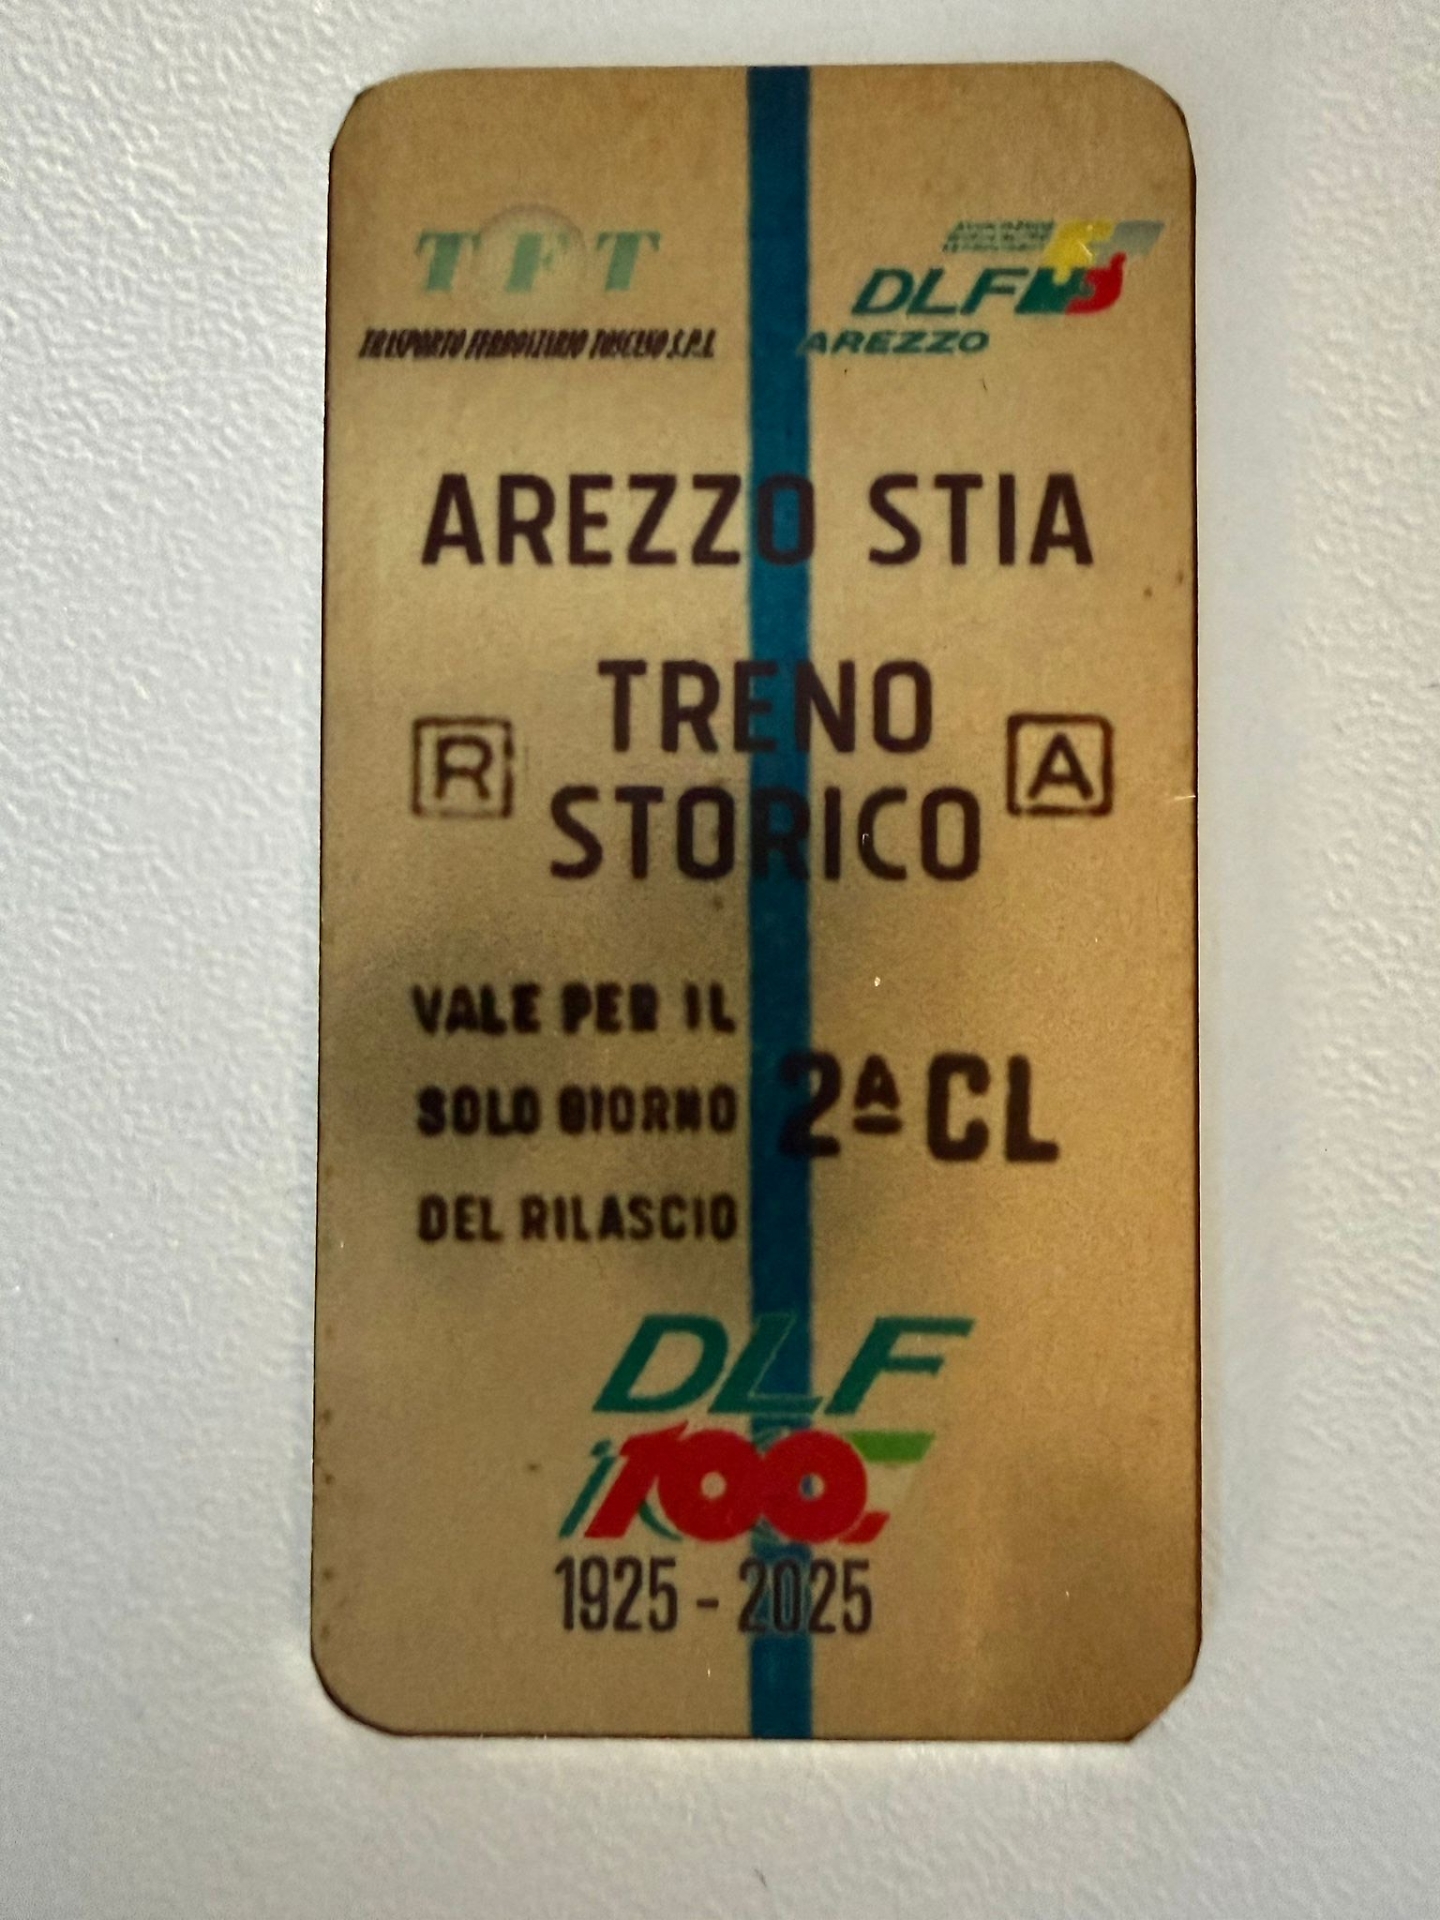 TFT
TRASPORTO FERROVIARIO TOSCANO S.P.A.
DLF
AREZZO
AREZZO STIA
TRENO
R
A
STORICO
VALE PER IL
SOLO GIORNO
2ª CL
DEL RILASCIO
DLF
100
1925 - 2025